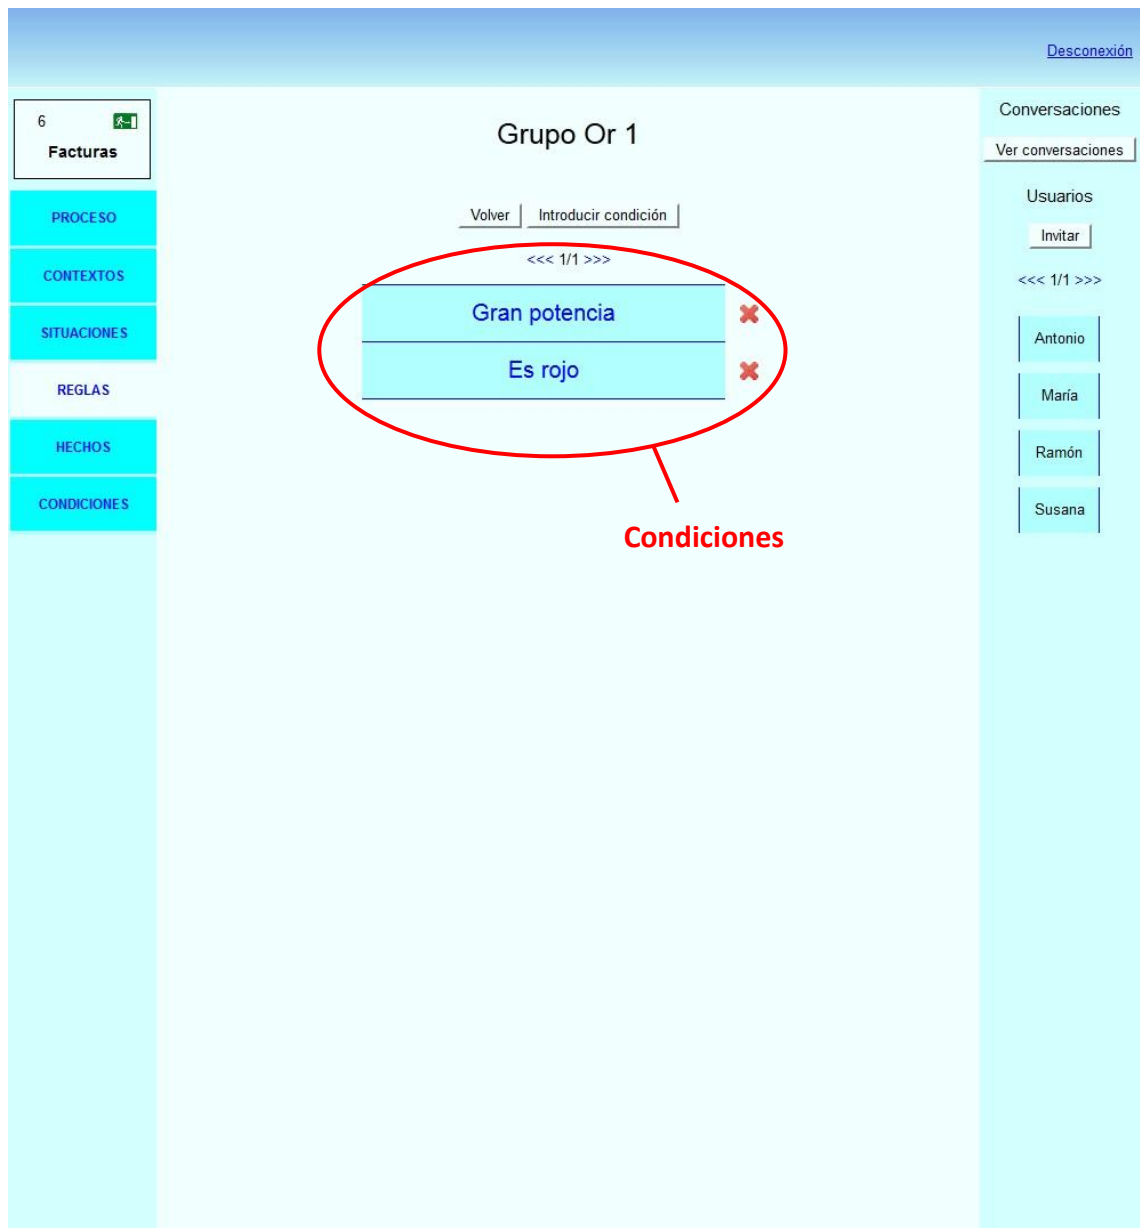 Desconexión
6
Facturas
PROCESO
CONTEXTOS
SITUACIONES
REGLAS
HECHOS
CONDICIONES
Grupo Or 1
Volver Introducir condición
<<< 1/1 >>>
Gran potencia
Es rojo
Condiciones
Conversaciones
Ver conversaciones
Usuarios
Invitar
<<< 1/1 >>>
Antonio
María
Ramón
Susana